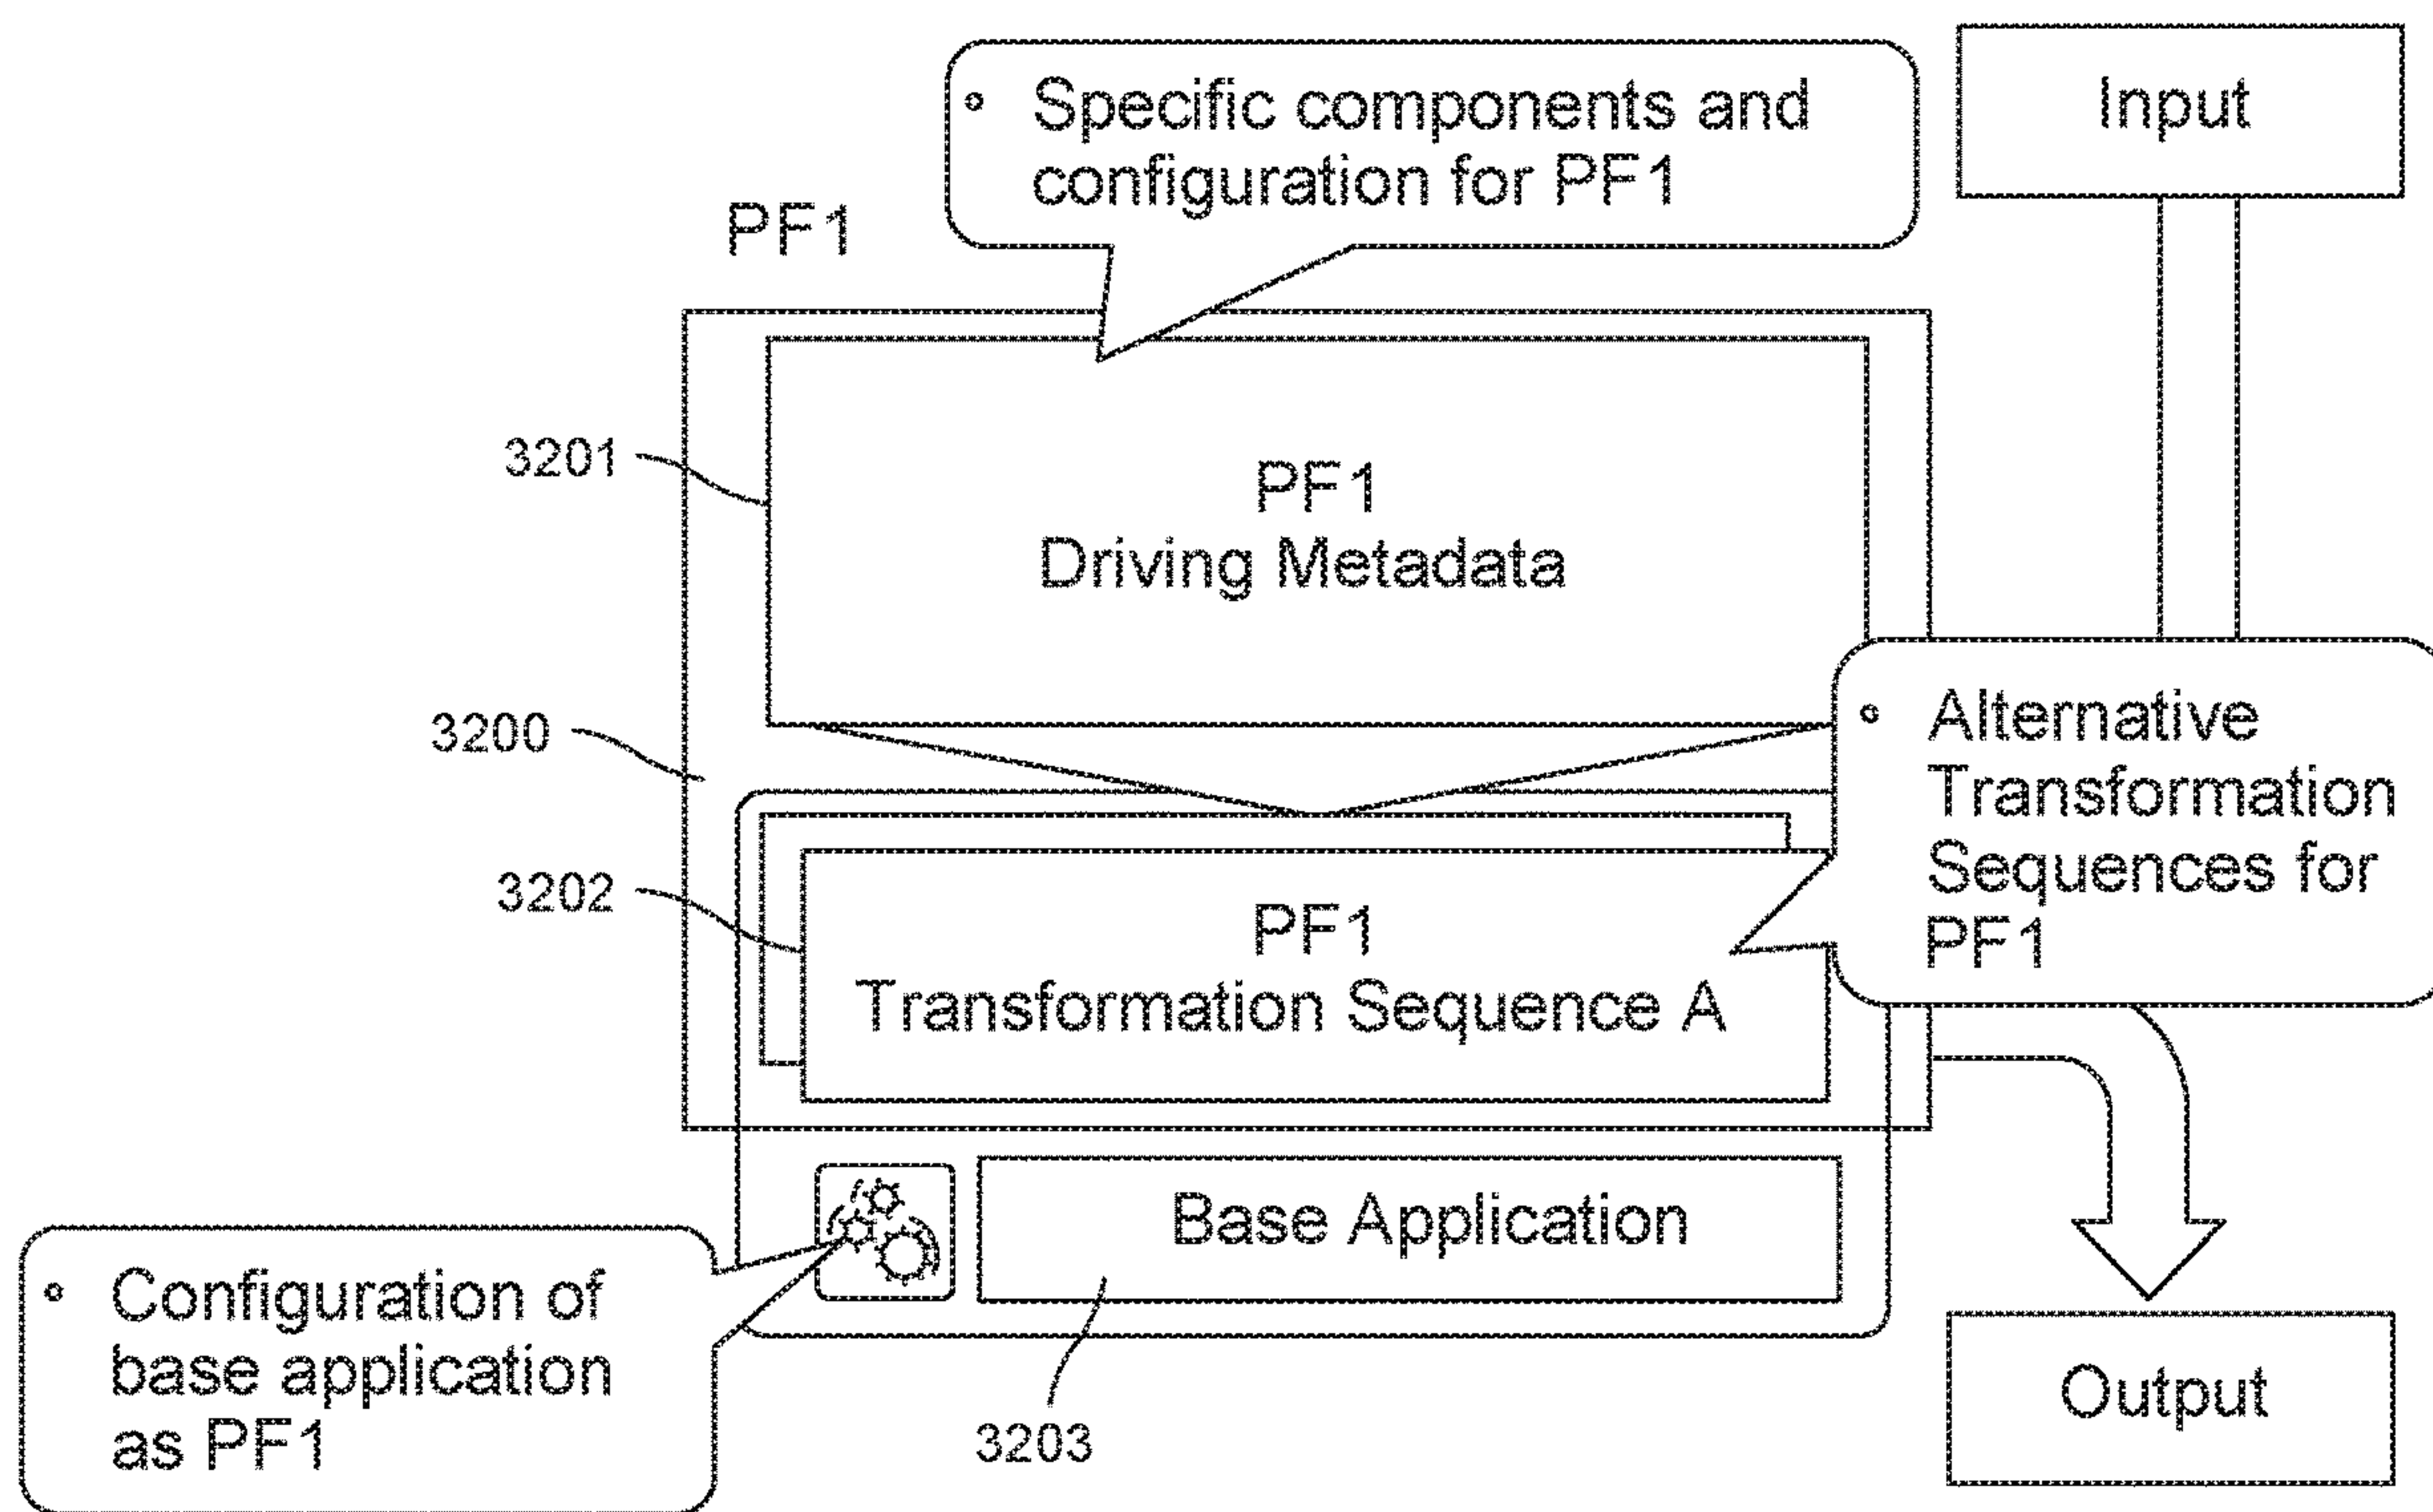 • Specific components and
configuration for PF1
Input
PF1
3201
PF1
Driving Metadata
3200
• Alternative
Transformation
Sequences for
PF1
3202
PF1
Transformation Sequence A
Base Application
• Configuration of
base application
as PF1
3203
Output